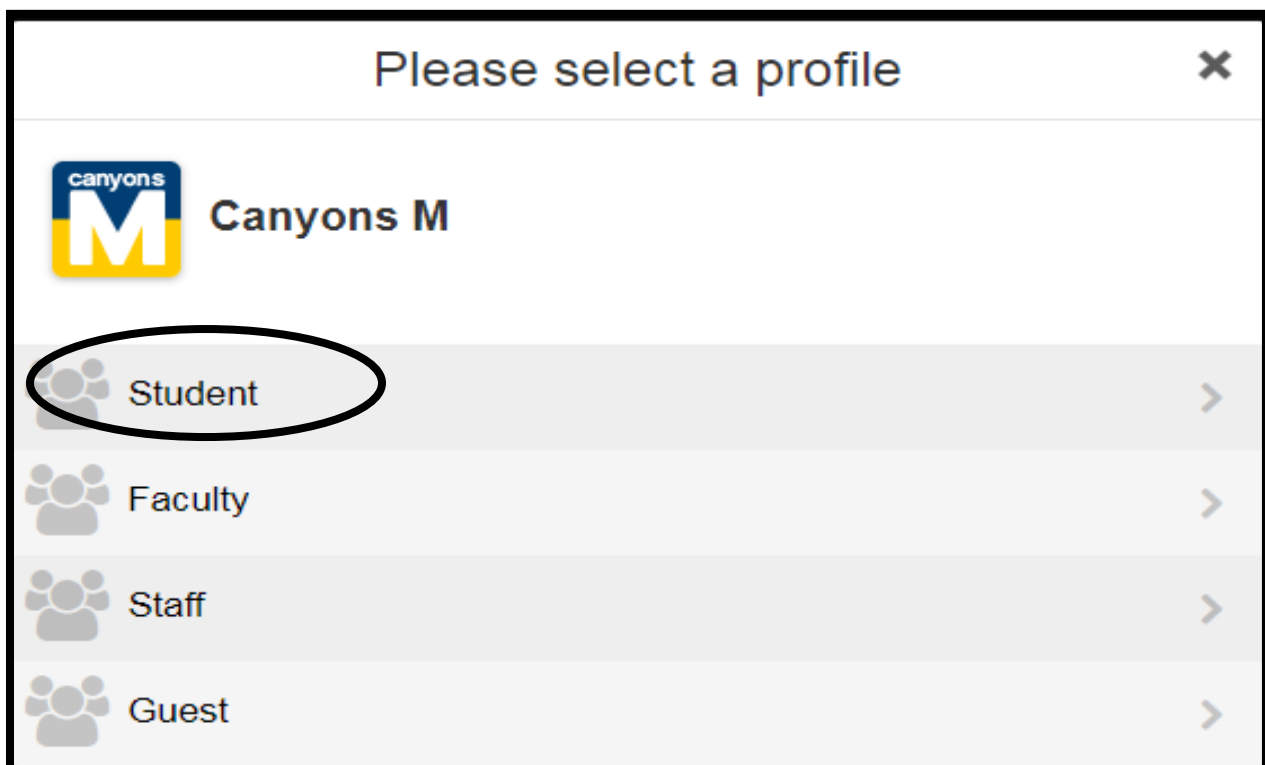 Please select a profile
canyons
M
Canyons M
Student
Faculty
Staff
Guest